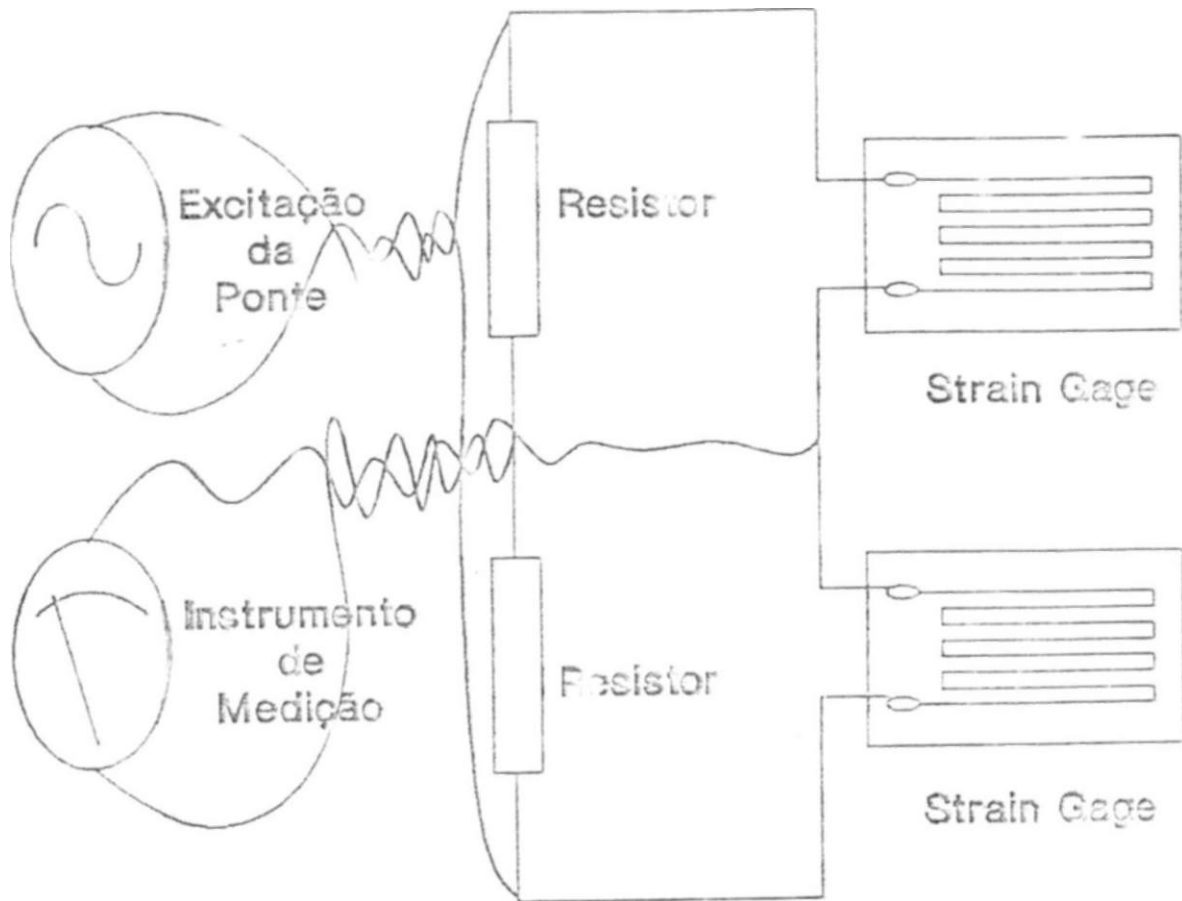 Excitação
da
Ponte
Resistor
Strain Gage
Instrumento
de
Medição
Resistor
Strain Gage